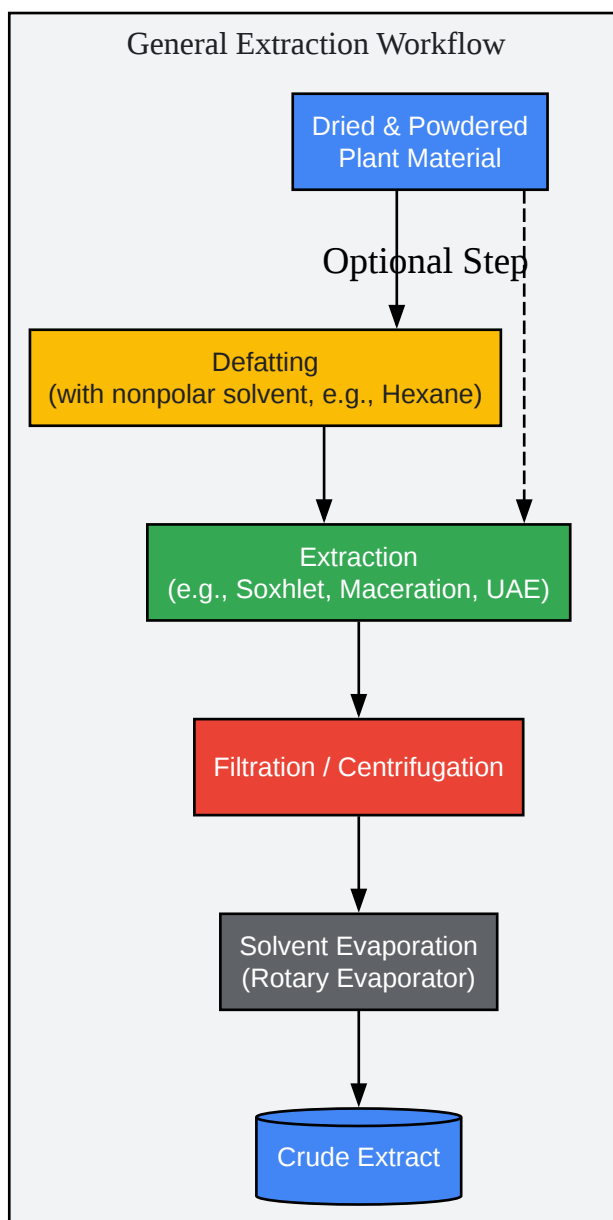 General Extraction Workflow
Dried & Powdered
Plant Material
Optional Step
Defatting
(with nonpolar solvent, e.g., Hexane)
Extraction
(e.g., Soxhlet, Maceration, UAE)
Filtration / Centrifugation
Solvent Evaporation
(Rotary Evaporator)
Crude Extract